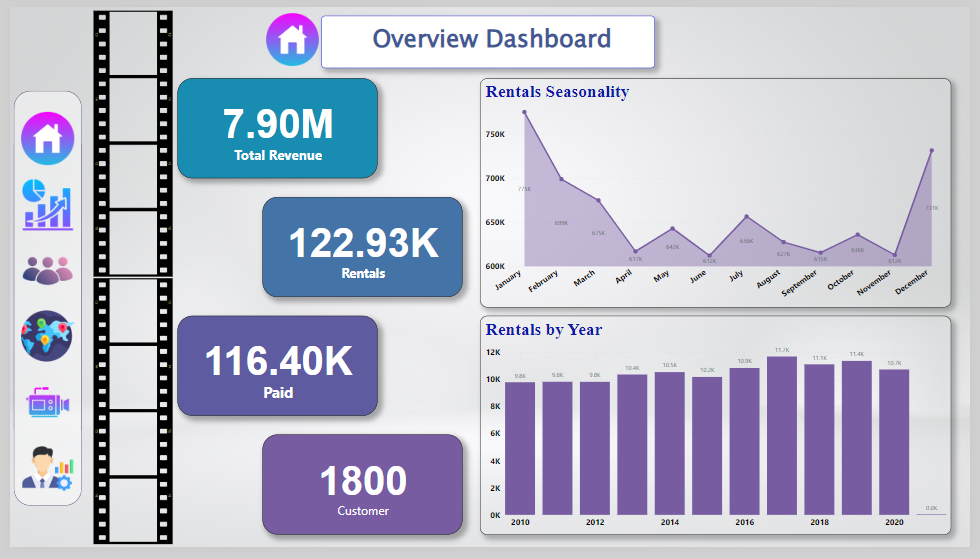 Overview Dashboard
7.90M
Total Revenue
122.93K
Rentals
116.40K
Paid
1800
Customer
Rentals Seasonality
750K
700K
650K
600K
775K
699K
675K
617K
642K
612K
656K
627K
615K
636K
612K
731K
January
February
March
April
May
June
July
August
September
October
November
December
Rentals by Year
12K
10K
8K
6K
4K
2K
0K
9.8K
9.8K
9.8K
10.4K
10.5K
10.2K
10.9K
11.7K
11.1K
11.4K
10.7K
0.0K
2010
2012
2014
2016
2018
2020